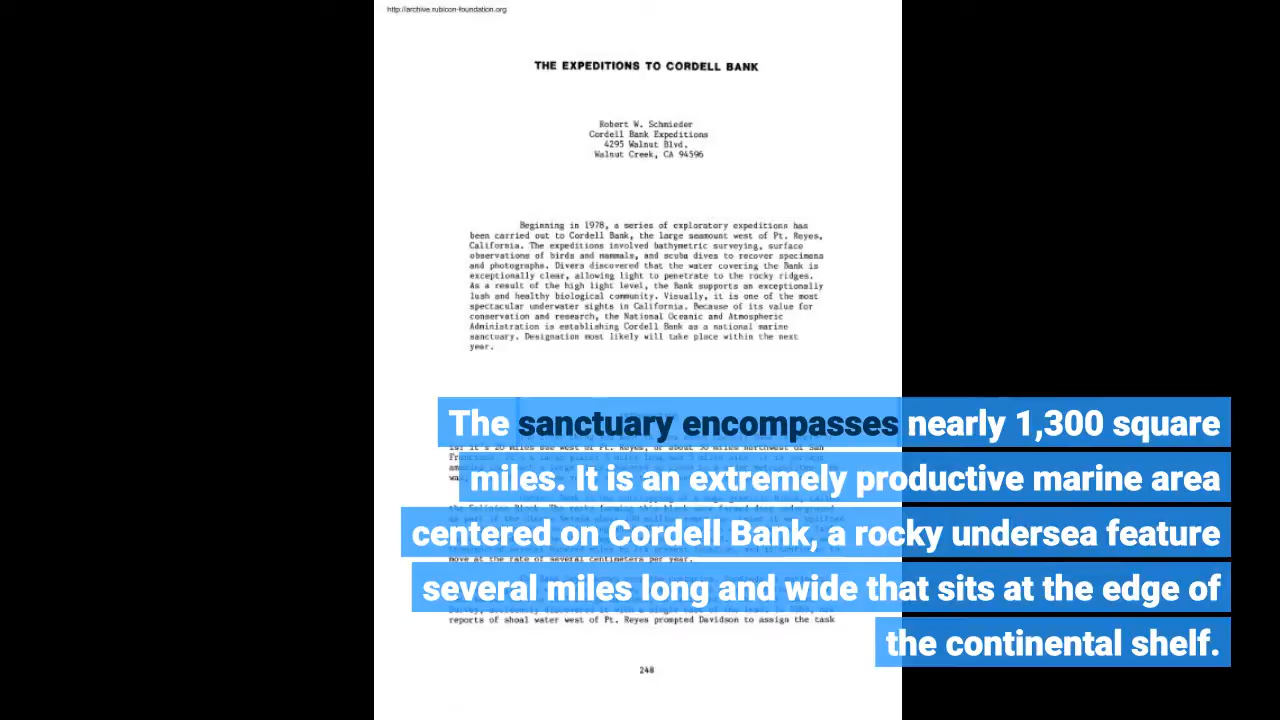 http://archive.rubicon-foundation.org
THE EXPEDITIONS TO CORDELL BANK
Robert W. Schmieder
Cordell Bank Expeditions
4295 Walnut Blvd.
Walnut Creek, CA 94596
Beginning in 1978, a series of exploratory expeditions has
been carried out to Cordell Bank, the large seamount west of Pt. Reyes,
California. The expeditions involved bathymetric surveying, surface
observations of birds and mammals, and scuba dives to recover specimens
and photographs. Divers discovered that the water covering the Bank is
exceptionally clear, allowing light to penetrate to the rocky ridges.
As a result of the high light level, the Bank supports an exceptionally
lush and healthy biological community. Visually, it is one of the most
spectacular underwater sights in California. Because of its value for
conservation and research, the National Oceanic and Atmospheric
Administration is establishing Cordell Bank as a national marine
sanctuary. Designation most likely will take place within the next
year.
The sanctuary encompasses nearly 1,300 square
miles. It is an extremely productive marine area
centered on Cordell Bank, a rocky undersea feature
several miles long and wide that sits at the edge of
the continental shelf.
move at the rate of several centimeters per year.
reports of shoal water west of Pt. Reyes prompted Davidson to assign the task
248